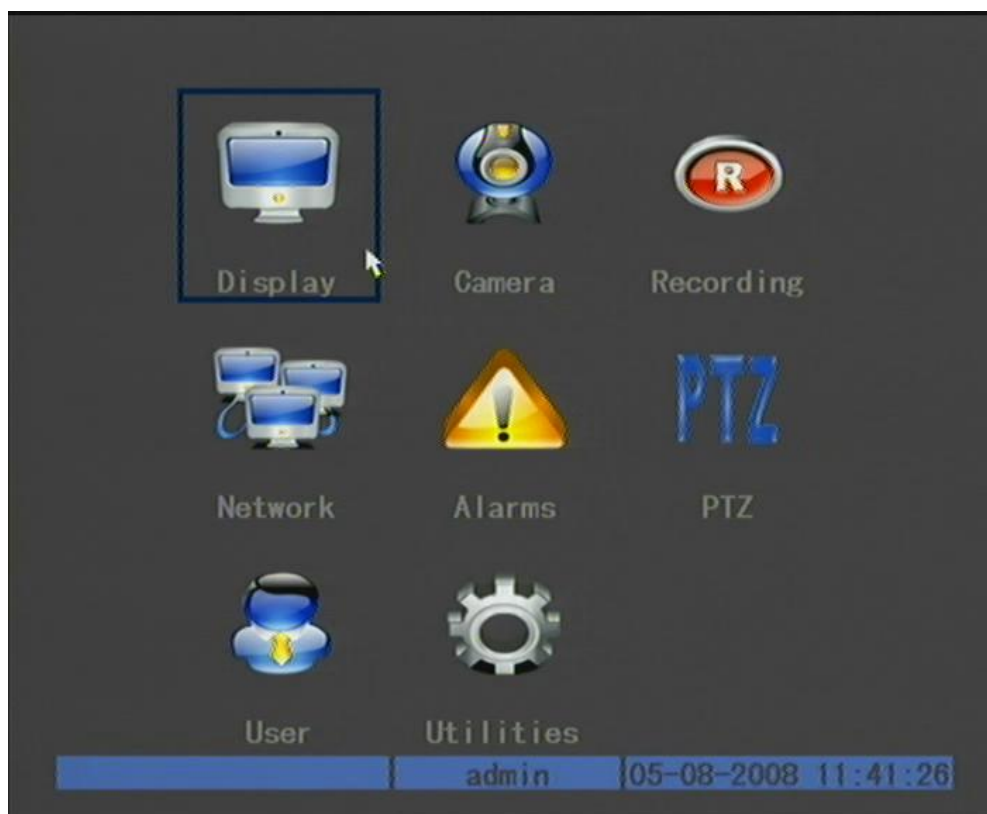 R
Display Camera Recording
PTZ
Network Alarms PTZ
User Utilities
admin 05-08-2008 11:41:26